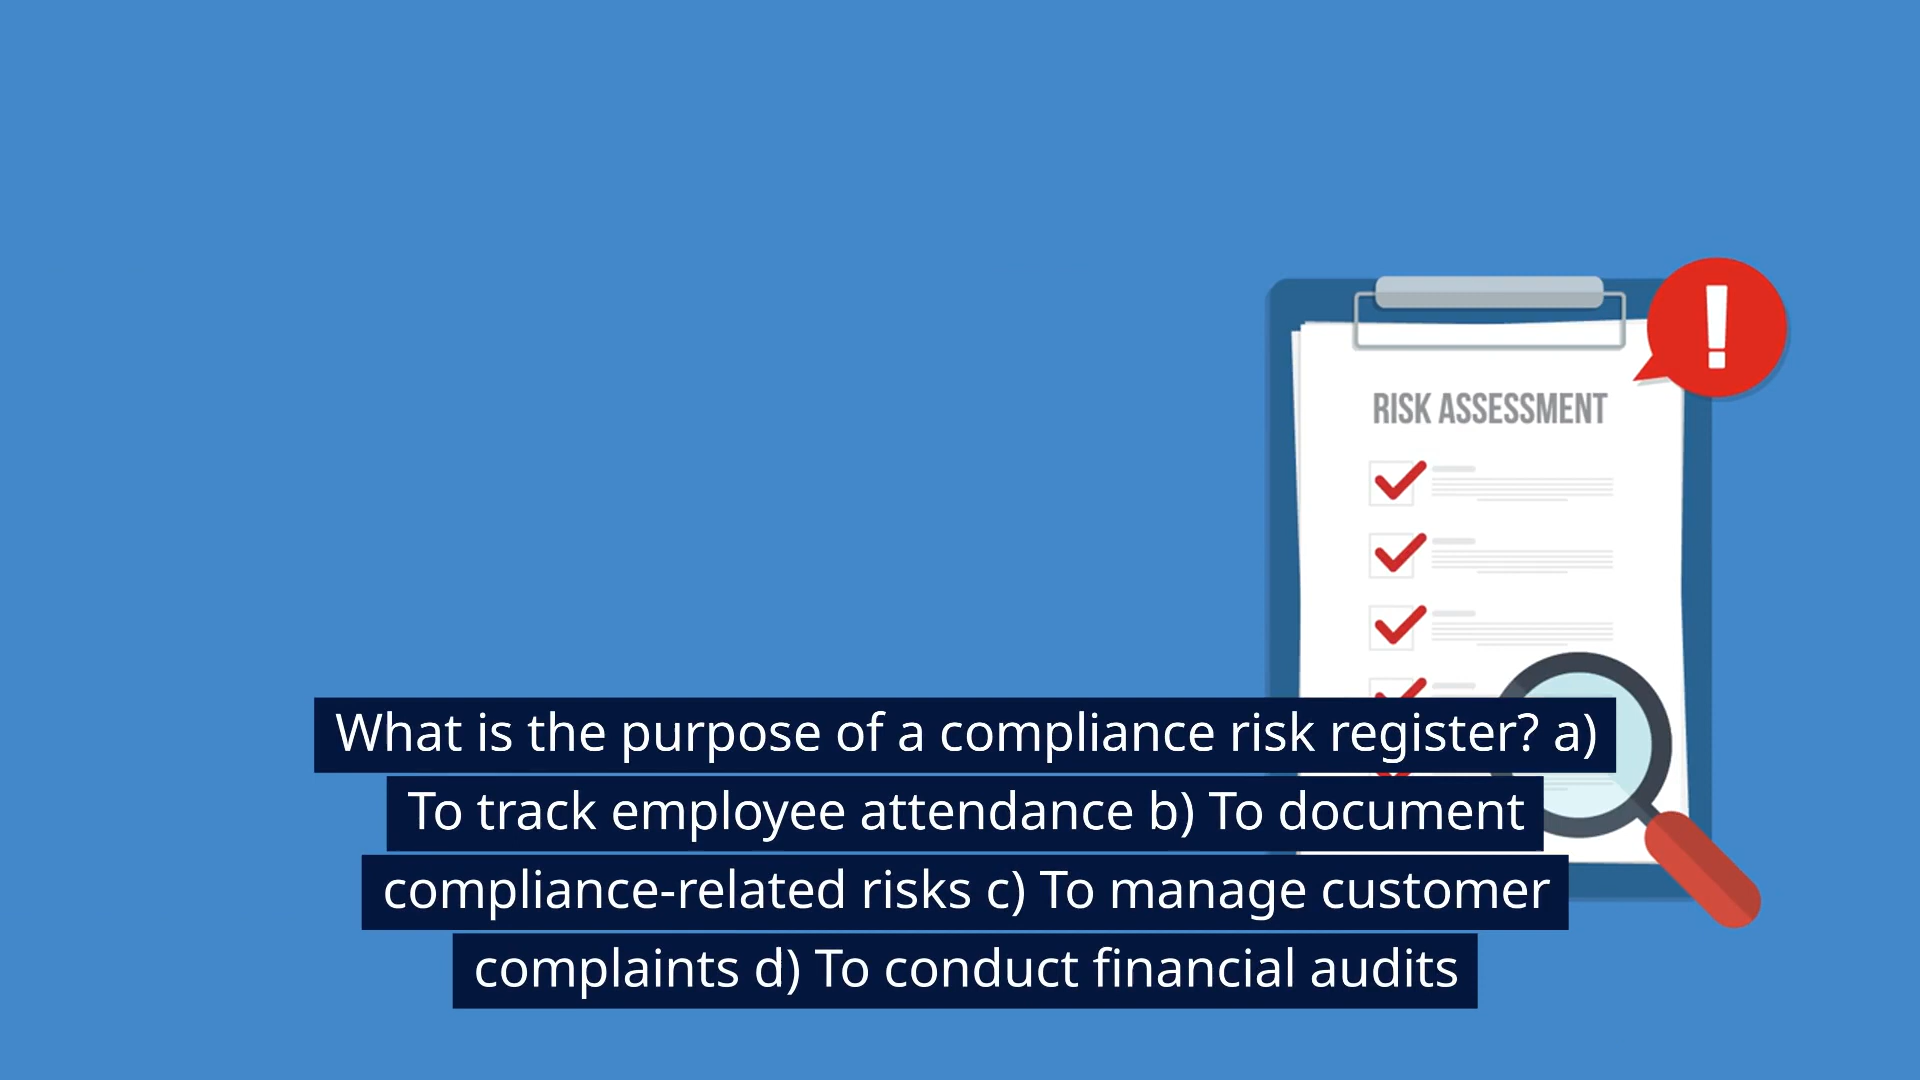 RISK ASSESSMENT
What is the purpose of a compliance risk register? a)
To track employee attendance b) To document
compliance-related risks c) To manage customer
complaints d) To conduct financial audits